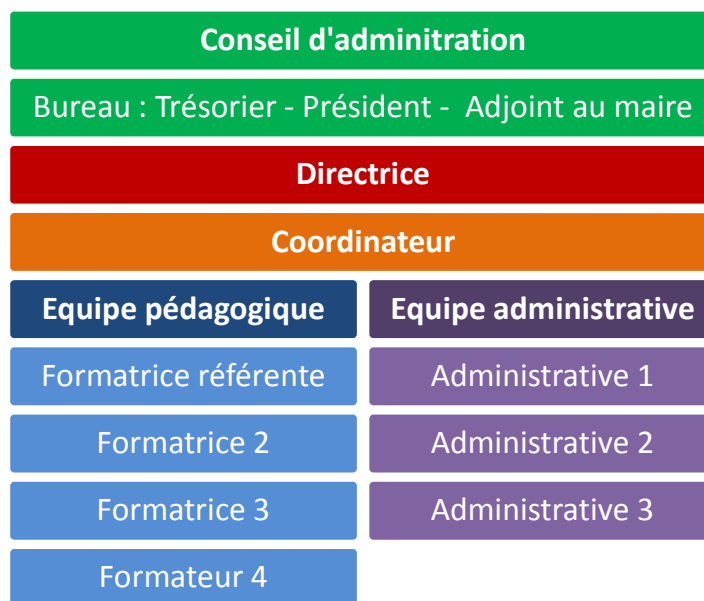 Conseil d'adminitration
Bureau : Trésorier - Président - Adjoint au maire
Directrice
Coordinateur
Equipe pédagogique
Equipe administrative
Formatrice référente
Administrative 1
Formatrice 2
Administrative 2
Formatrice 3
Administrative 3
Formateur 4